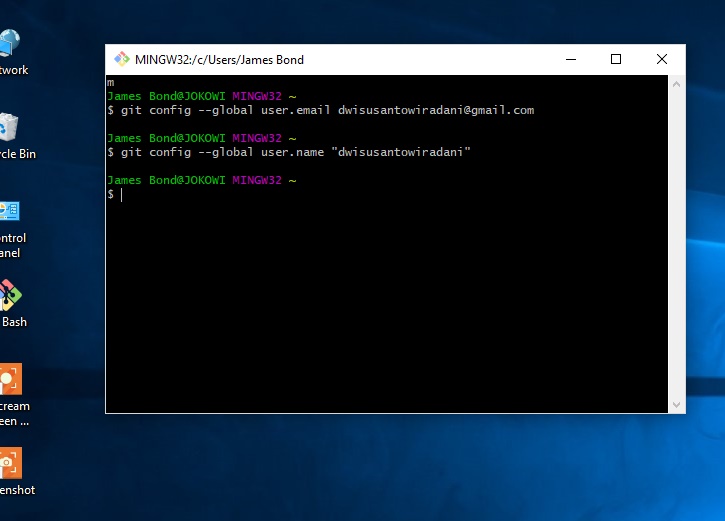 MINGW32:/c/Users/James Bond
m
James Bond@JOKOWI MINGW32 ~
$ git config --global user.email dwisusantowiradani@gmail.com
James Bond@JOKOWI MINGW32 ~
$ git config --global user.name "dwisusantowiradani"
James Bond@JOKOWI MINGW32 ~
$
twork
cle Bin
ntrol
anel
Bash
cream
een ...
enshot